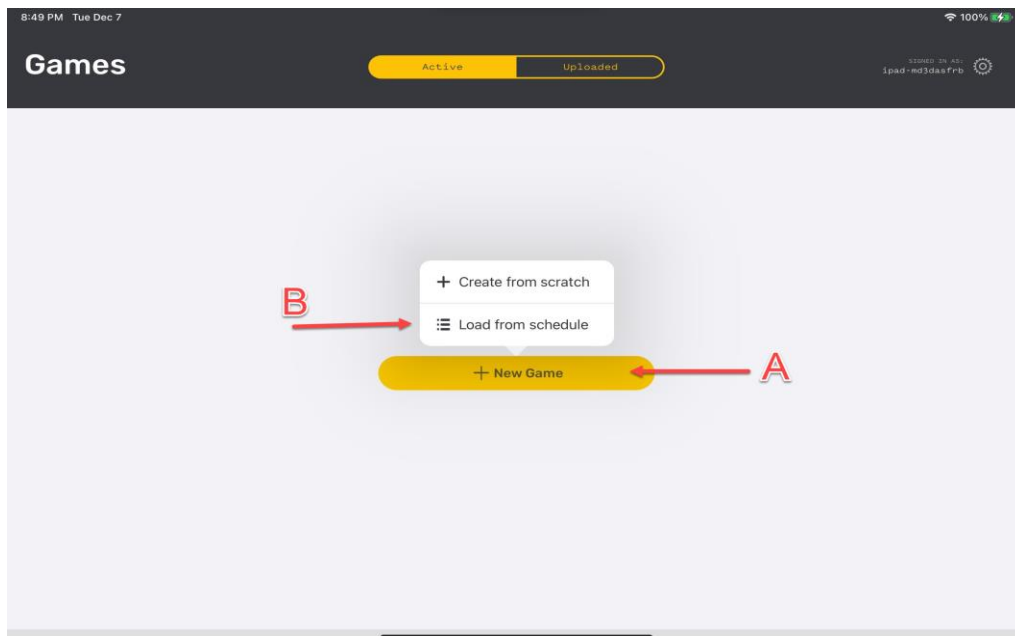 8:49 PM Tue Dec 7
100%
Games
Active
Uploaded
SIGNED IN AS:
ipad-md3dasfrb
+ Create from scratch
B
Load from schedule
+ New Game
A